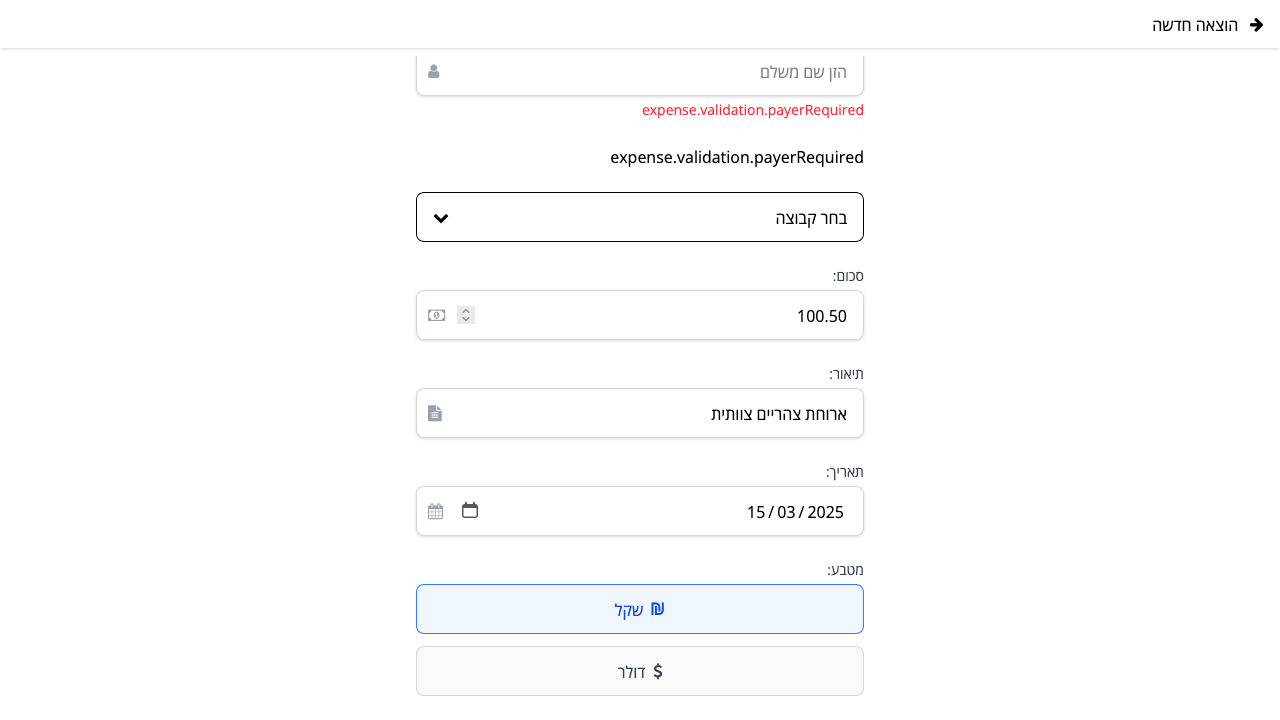 הוצאה חדשה
הזן שם משלם
expense.validation.payerRequired
expense.validation.payerRequired
בחר קבוצה
סכום:
100.50
תיאור:
ארוחת צהריים צוותית
תאריך:
15 / 03 / 2025
מטבע:
₪ שקל
$ דולר